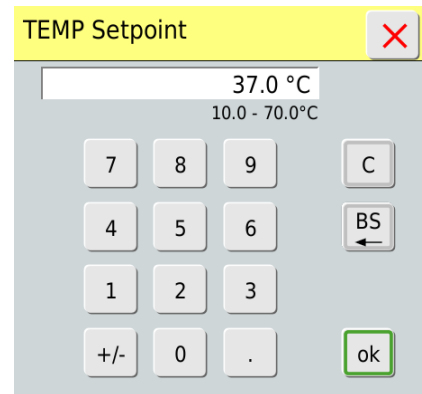 TEMP Setpoint
37.0 °C
10.0 - 70.0°C
7 8 9 C
4 5 6 BS
1 2 3
+/- 0 . ok